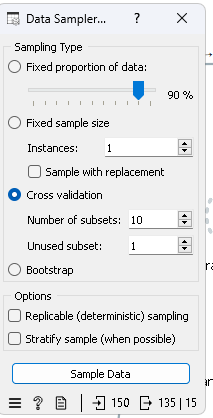 Data Sampler...
Sampling Type
Fixed proportion of data:
90 %
Fixed sample size
Instances: 1
Sample with replacement
Cross validation
Number of subsets: 10
Unused subset: 1
Bootstrap
Options
Replicable (deterministic) sampling
Stratify sample (when possible)
Sample Data
? 150 135 | 15